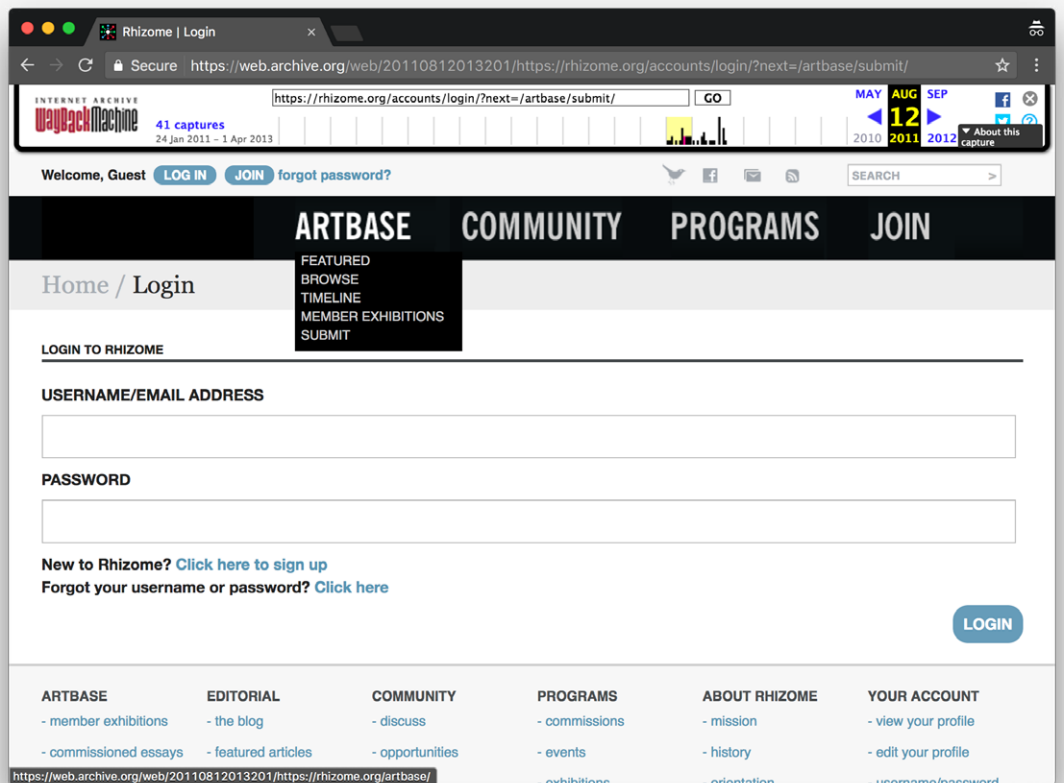 Rhizome | Login
Secure https://web.archive.org/web/20110812013201/https://rhizome.org/accounts/login/?next=/artbase/submit/
INTERNET ARCHIVE
WayBackMachine
https://rhizome.org/accounts/login/?next=/artbase/submit/ GO
41 captures
24 Jan 2011 – 1 Apr 2013
MAY AUG SEP
12
2010 2011 2012
▼ About this capture
Welcome, Guest LOG IN JOIN forgot password?
SEARCH >
ARTBASE COMMUNITY PROGRAMS JOIN
FEATURED
BROWSE
TIMELINE
MEMBER EXHIBITIONS
SUBMIT
Home / Login
LOGIN TO RHIZOME
USERNAME/EMAIL ADDRESS
PASSWORD
New to Rhizome? Click here to sign up
Forgot your username or password? Click here
LOGIN
ARTBASE EDITORIAL COMMUNITY PROGRAMS ABOUT RHIZOME YOUR ACCOUNT
- member exhibitions - the blog - discuss - commissions - mission - view your profile
- commissioned essays - featured articles - opportunities - events - history - edit your profile
- exhibitions - orientation - username/password
https://web.archive.org/web/20110812013201/https://rhizome.org/artbase/